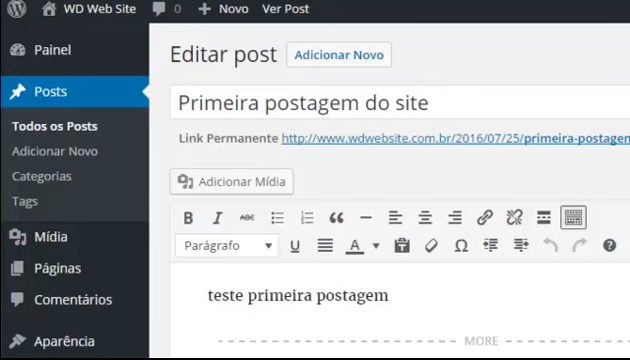 WD Web Site 0 + Novo Ver Post
Painel
Editar post Adicionar Novo
Posts
Primeira postagem do site
Todos os Posts
Link Permanente http://www.wdwebsite.com.br/2016/07/25/primeira-postagem
Adicionar Novo
Categorias
Adicionar Mídia
Tags
B I ABC
Mídia
Parágrafo U A Ω ?
Páginas
Comentários
teste primeira postagem
Aparência
MORE